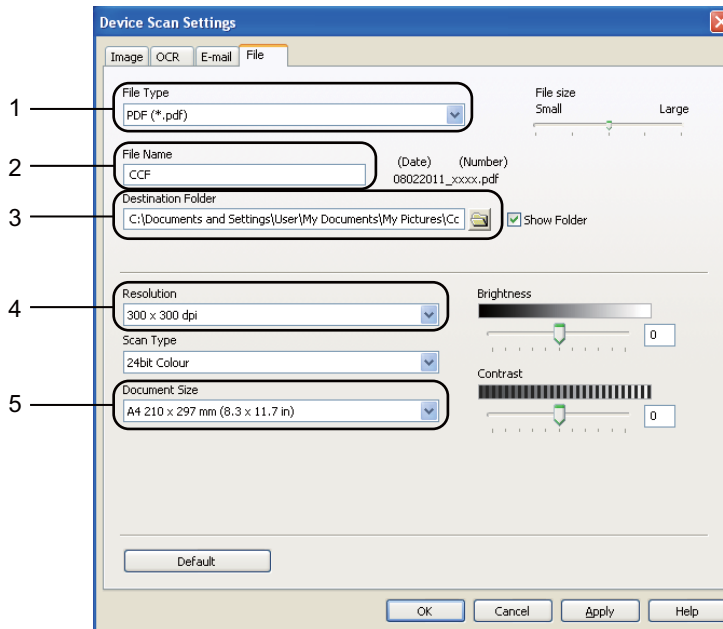 Device Scan Settings
Image OCR E-mail File
1
File Type
PDF (*.pdf)
File size
Small Large
2
File Name
CCF
(Date) (Number)
08022011_xxxx.pdf
3
Destination Folder
C:\Documents and Settings\User\My Documents\My Pictures\Cc
Show Folder
4
Resolution
300 x 300 dpi
Brightness
0
Scan Type
24bit Colour
Contrast
0
5
Document Size
A4 210 x 297 mm (8.3 x 11.7 in)
Default
OK Cancel Apply Help